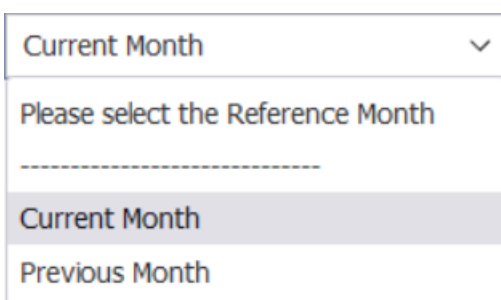 Current Month
Please select the Reference Month
------------------------------
Current Month
Previous Month